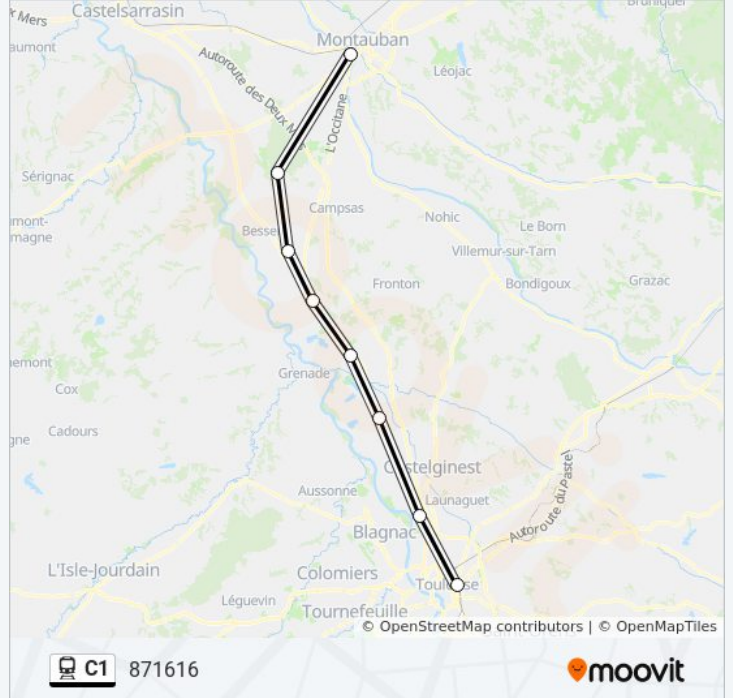 Bruniquel
Castelsarrasin
x Mers
Montauban
aumont
Léojac
Autoroute des Deux M
L'Occitane
Sérignac
Campsas
Nohic
mont-
magne
Besse
Le Born
Villemur-sur-Tarn
Fronton
Bondigoux
Grazac
emont
Grenade
Cox
gne
Cadours
Castelginest
Aussonne
Launaguet
Autoroute du Pastel
Blagnac
L'Isle-Jourdain
Colomiers
Toulouse
Léguevin
Tournefeuille
© OpenStreetMap contributors | © OpenMapTiles
C1 871616
moovit